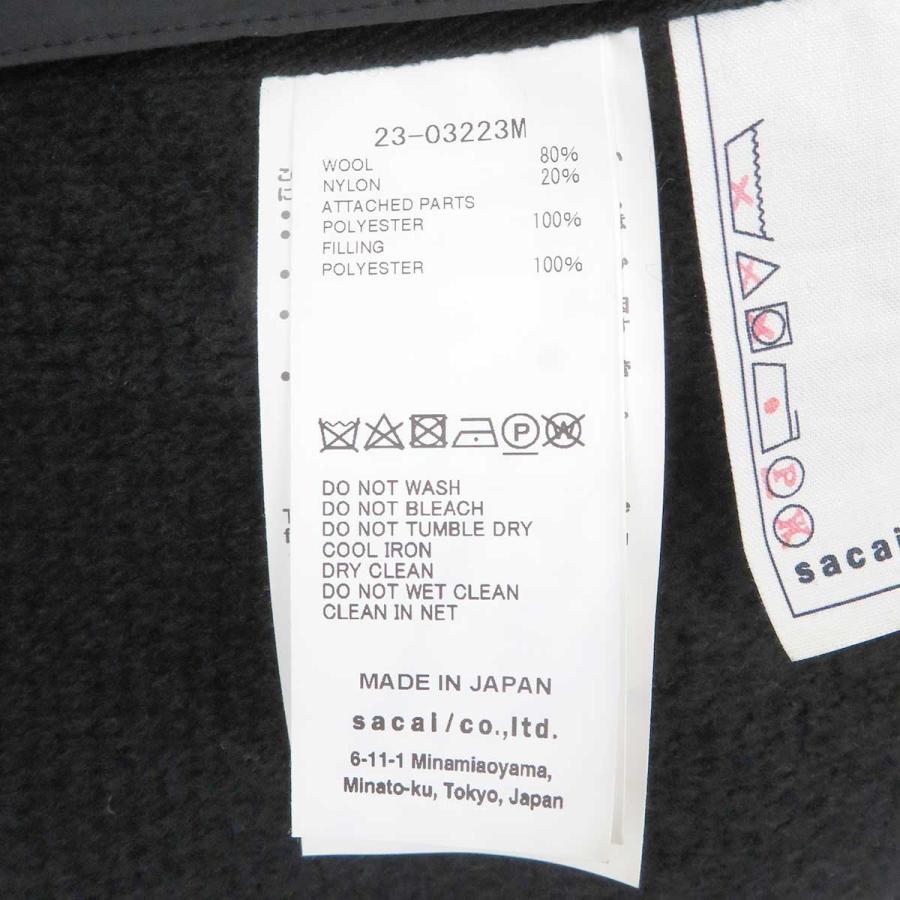 23-03223M
WOOL 80%
NYLON 20%
ATTACHED PARTS
POLYESTER 100%
FILLING
POLYESTER 100%
P W
DO NOT WASH
DO NOT BLEACH
DO NOT TUMBLE DRY
COOL IRON
DRY CLEAN
DO NOT WET CLEAN
CLEAN IN NET
MADE IN JAPAN
sacai/co.,ltd.
6-11-1 Minamiaoyama,
Minato-ku, Tokyo, Japan
P
W
sacai